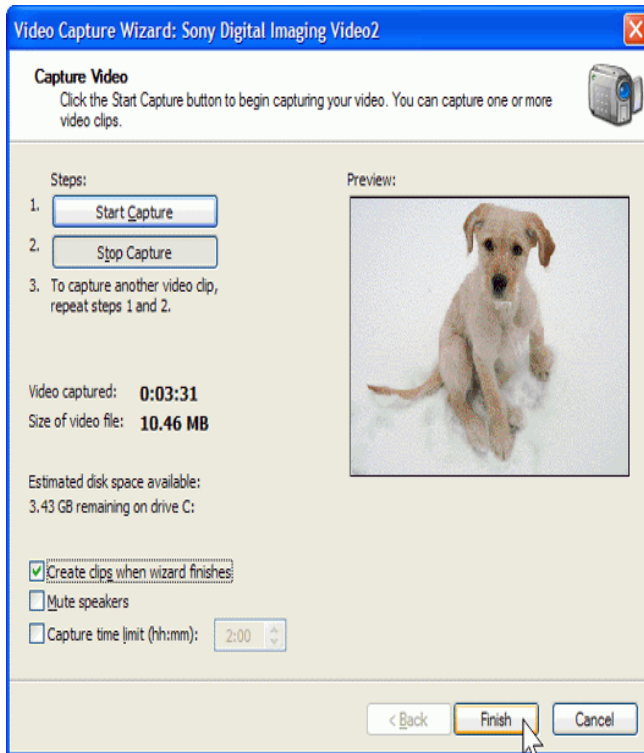 Video Capture Wizard: Sony Digital Imaging Video2
Capture Video
Click the Start Capture button to begin capturing your video. You can capture one or more
video clips.
Steps:
Preview:
1. Start Capture
2. Stop Capture
3. To capture another video clip,
repeat steps 1 and 2.
Video captured: 0:03:31
Size of video file: 10.46 MB
Estimated disk space available:
3.43 GB remaining on drive C:
Create clips when wizard finishes
Mute speakers
Capture time limit (hh:mm): 2:00
< Back Finish Cancel